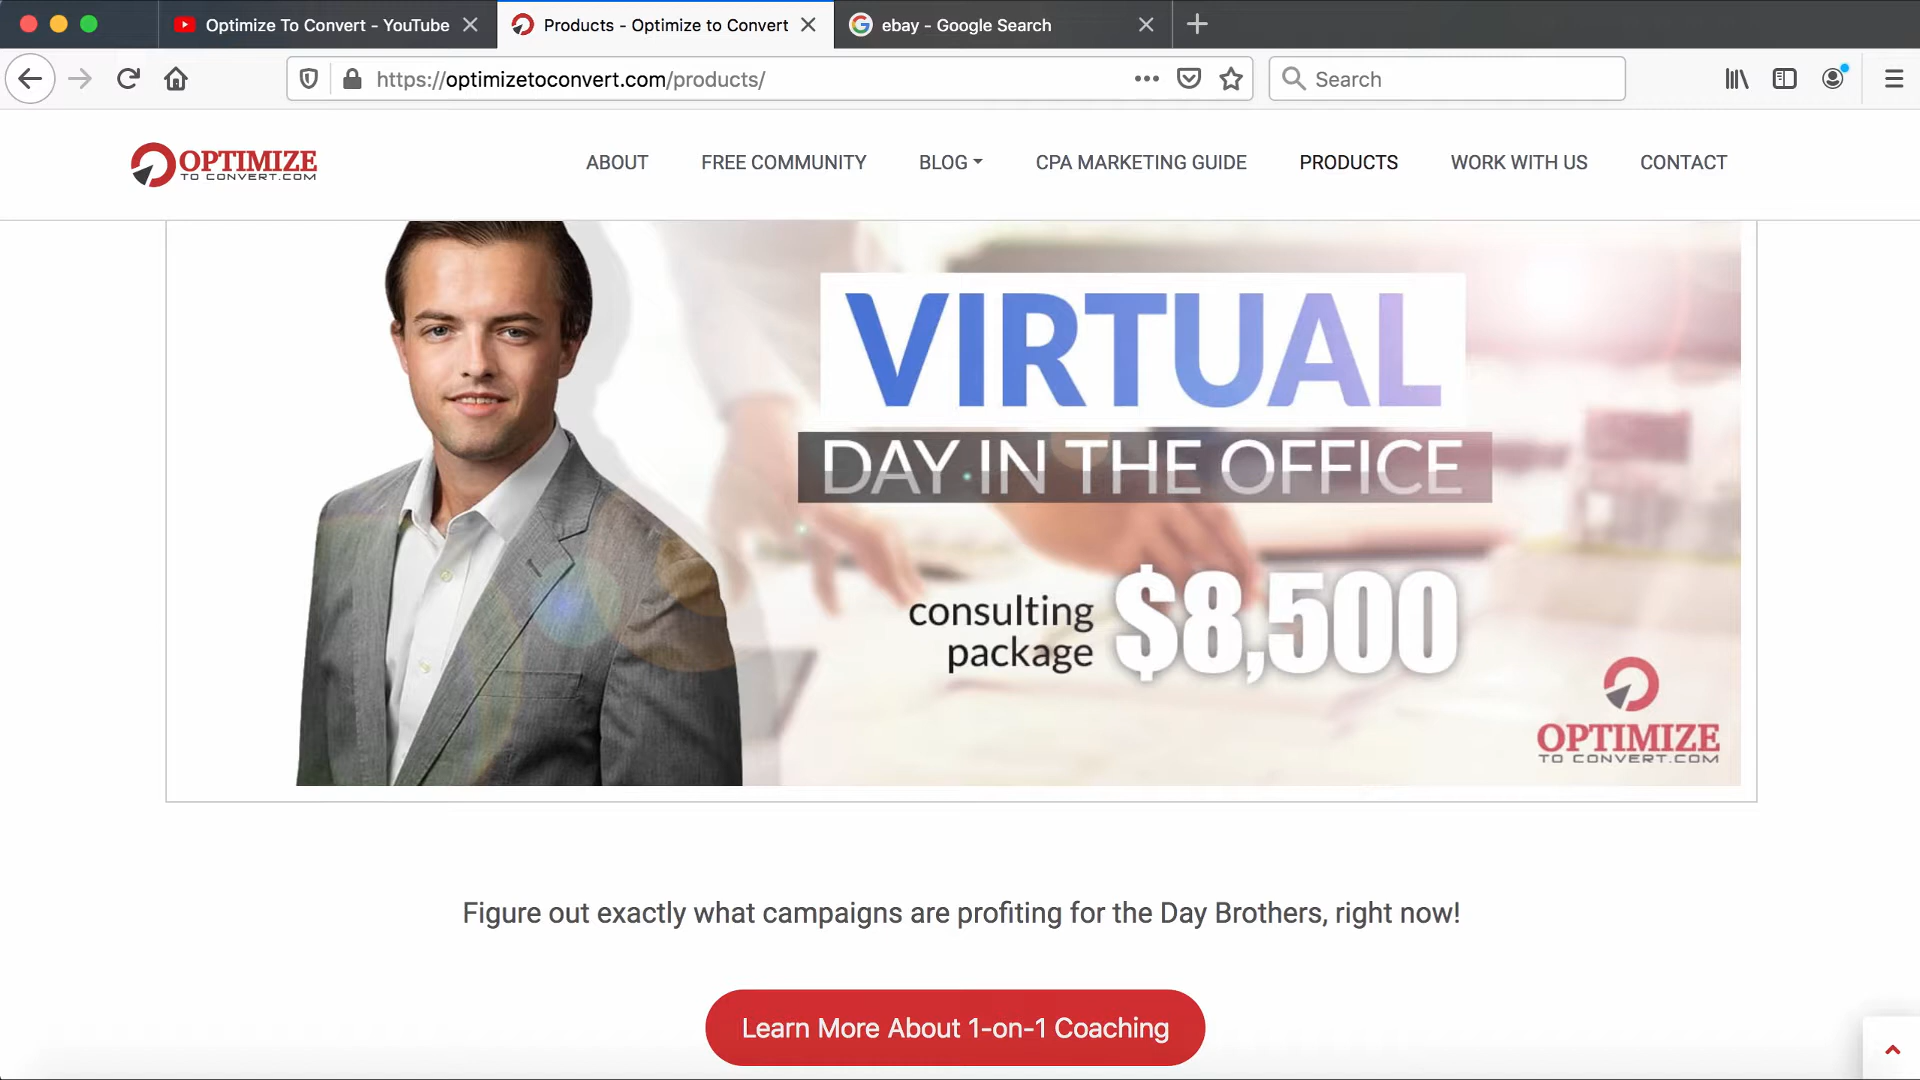 Optimize To Convert - YouTube
Products - Optimize to Convert
ebay - Google Search
https://optimizetoconvert.com/products/
Search
OPTIMIZE
TO CONVERT.COM
ABOUT
FREE COMMUNITY
BLOG
CPA MARKETING GUIDE
PRODUCTS
WORK WITH US
CONTACT
VIRTUAL
DAY IN THE OFFICE
consulting
package
$8,500
OPTIMIZE
TO CONVERT.COM
Figure out exactly what campaigns are profiting for the Day Brothers, right now!
Learn More About 1-on-1 Coaching